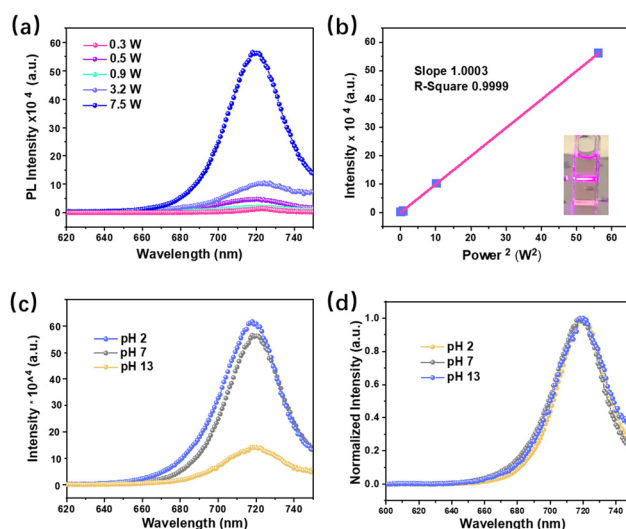 (a)
PL Intensity x10 ⁴ (a.u.)
60
50
40
30
20
10
0
0.3 W
0.5 W
0.9 W
3.2 W
7.5 W
620 640 660 680 700 720 740
Wavelength (nm)
(b)
Intensity x 10 ⁴ (a.u.)
60
50
40
30
20
10
0
Slope 1.0003
R-Square 0.9999
0 10 20 30 40 50 60
Power ² (W²)
(c)
Intensity * 10^4 (a.u.)
60
50
40
30
20
10
0
pH 2
pH 7
pH 13
620 640 660 680 700 720 740
Wavelength (nm)
(d)
Normalized Intensity (a.u.)
1.0
0.8
0.6
0.4
0.2
0.0
pH 2
pH 7
pH 13
600 620 640 660 680 700 720 740
Wavelength (nm)